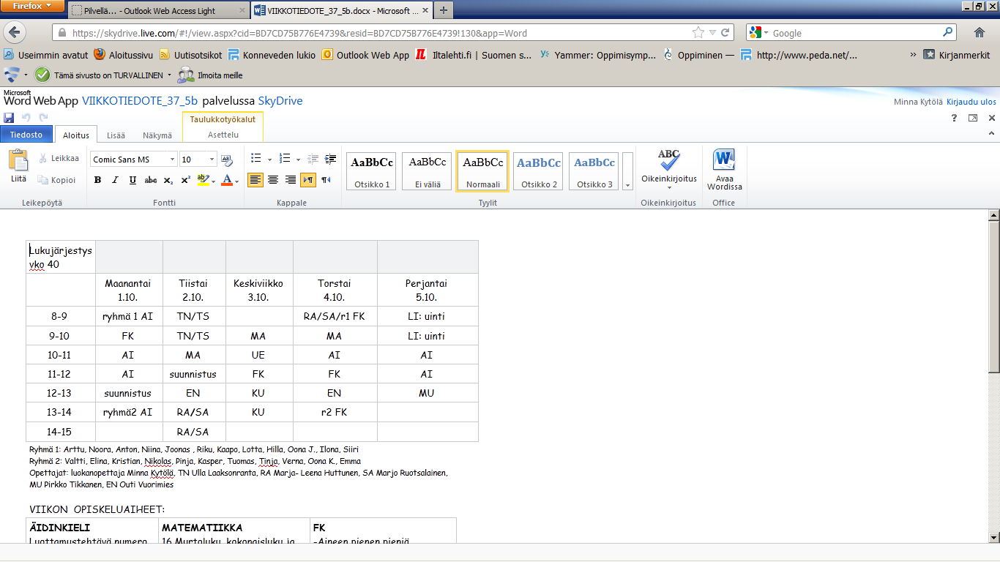 Firefox
Pilvellä... - Outlook Web Access Light
VIIKKOTIEDOTE_37_5b.docx - Microsoft ...
https://skydrive.live.com/#!/view.aspx?cid=BD7CD75B776E4739&resid=BD7CD75B776E4739!130&app=Word
Google
Useimmin avatut Aloitussivu Uutisotsikot Konneveden lukio Outlook Web App Iltalehti.fi | Suomen s... Yammer: Oppimisymp... Oppiminen — http://www.peda.net/... » Kirjanmerkit
Tämä sivusto on TURVALLINEN Ilmoita meille
Microsoft
Word Web App VIIKKOTIEDOTE_37_5b palvelussa SkyDrive
Minna Kytölä Kirjaudu ulos
Taulukkotyökalut
Tiedosto Aloitus Lisää Näkymä Asettelu
Liitä
Leikkaa
Kopioi
Leikepöytä
Comic Sans MS 10
B I U abc x₂ x² ab A
Fontti
Kappale
AaBbCc AaBbCc AaBbCc AaBbCc AaBbCc
Otsikko 1 Ei väliä Normaali Otsikko 2 Otsikko 3
Tyylit
ABC
Oikeinkirjoitus
Oikeinkirjoitus
Avaa
Wordissa
Office
Lukujärjestys
vko 40
Maanantai Tiistai Keskiviikko Torstai Perjantai
1.10. 2.10. 3.10. 4.10. 5.10.
8-9 ryhmä 1 AI TN/TS RA/SA/r1 FK LI: uinti
9-10 FK TN/TS MA MA LI: uinti
10-11 AI MA UE AI AI
11-12 AI suunnistus FK FK AI
12-13 suunnistus EN KU EN MU
13-14 ryhmä2 AI RA/SA KU r2 FK
14-15 RA/SA
Ryhmä 1: Arttu, Noora, Anton, Niina, Joonas , Riku, Kaapo, Lotta, Hilla, Oona J., Ilona, Siiri
Ryhmä 2: Valtti, Elina, Kristian, Nikolas, Pinja, Kasper, Tuomas, Tinja, Verna, Oona K., Emma
Opettajat: luokanopettaja Minna Kytölä, TN Ulla Laaksonranta, RA Marja- Leena Huttunen, SA Marjo Ruotsalainen,
MU Pirkko Tikkanen, EN Outi Vuorimies
VIIKON OPISKELUAIHEET:
ÄIDINKIELI MATEMATIIKKA FK
Luottamustehtävä numero 16 Murtoluku, kokonaisluku ja -Aineen pienen pieniä